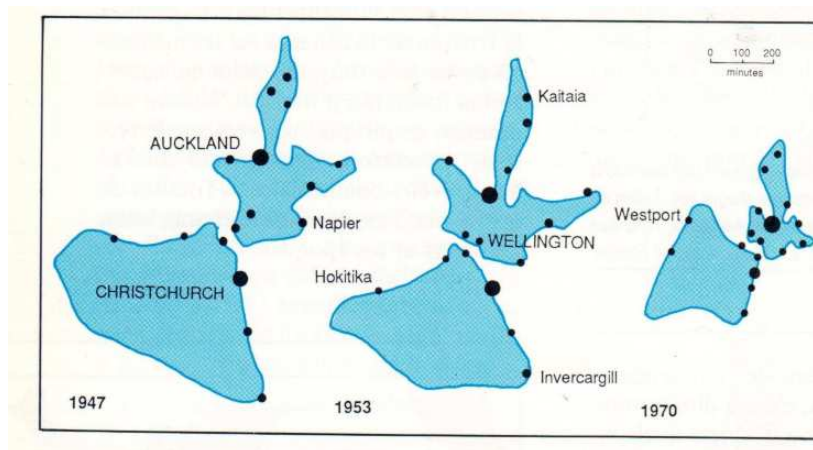 0 100 200
minutes
Kaitaia
AUCKLAND
Napier
WELLINGTON
Westport
CHRISTCHURCH
Hokitika
Invercargill
1947
1953
1970